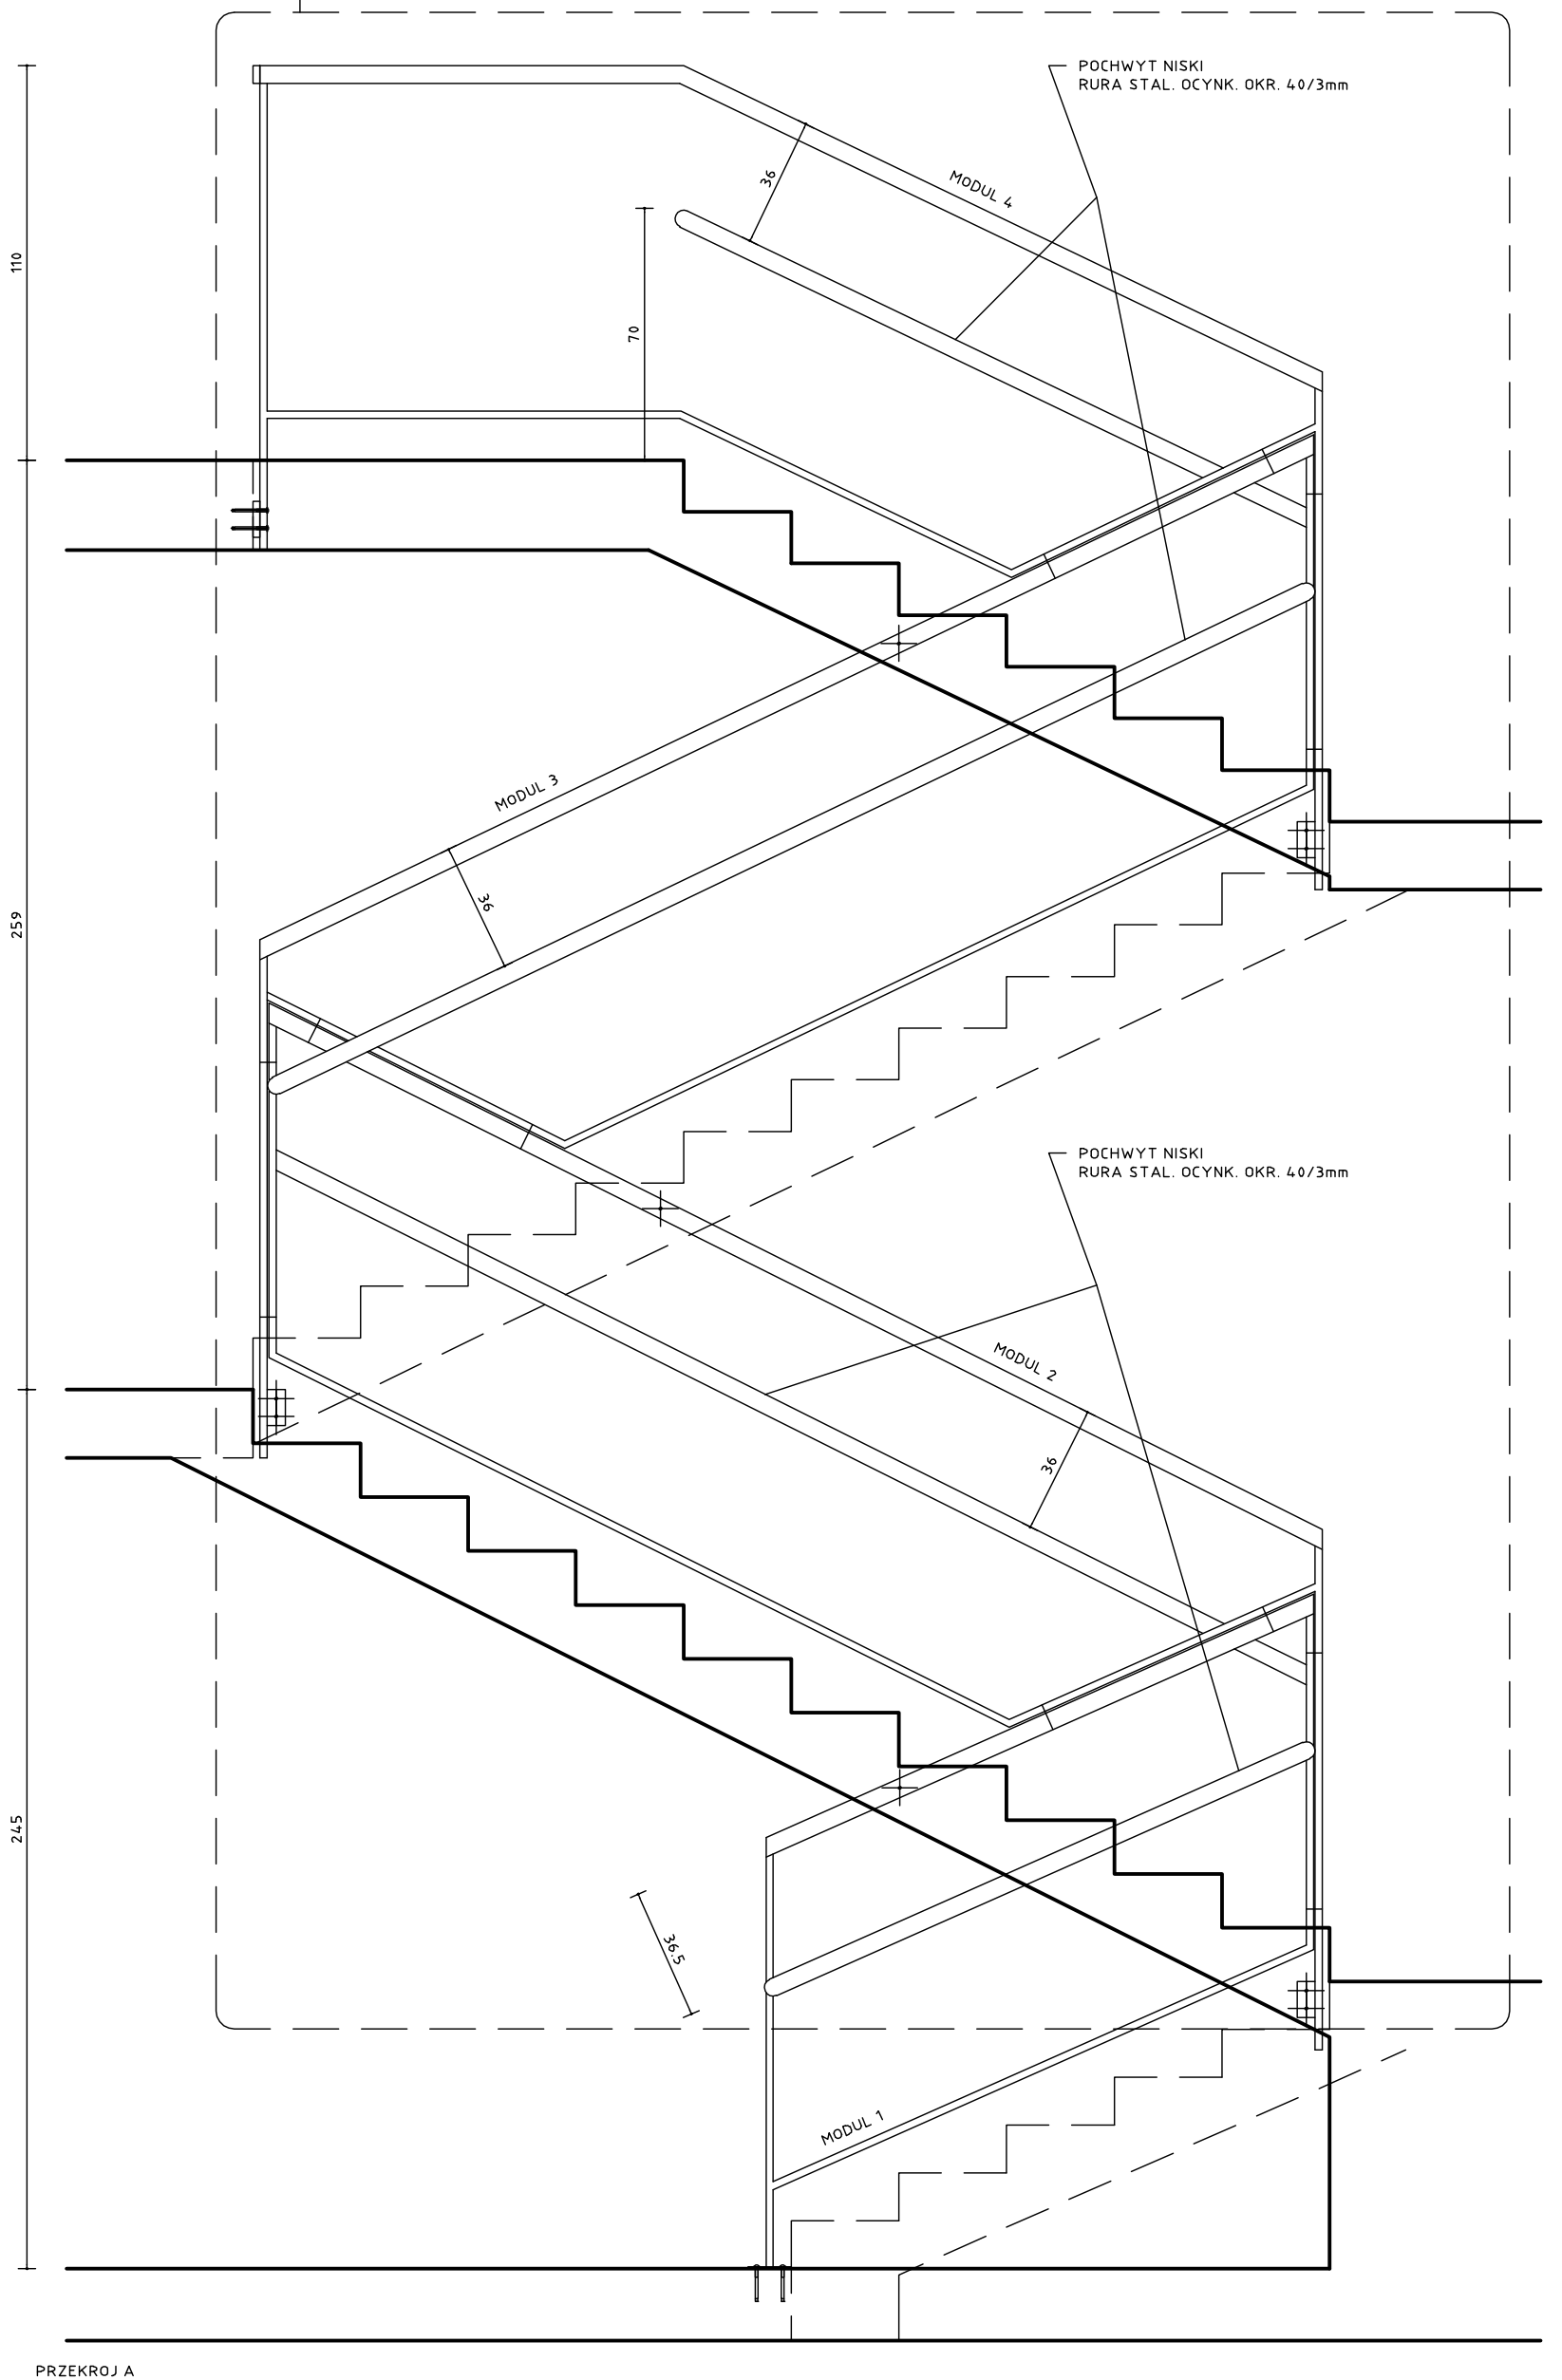 POCHWYT NISKI
RURA STAL. OCYNK. OKR. 40/3mm
MODUL 4
36
110
70
MODUL 3
36
259
POCHWYT NISKI
RURA STAL. OCYNK. OKR. 40/3mm
MODUL 2
36
245
36.5
MODUL 1
PRZEKROJ A